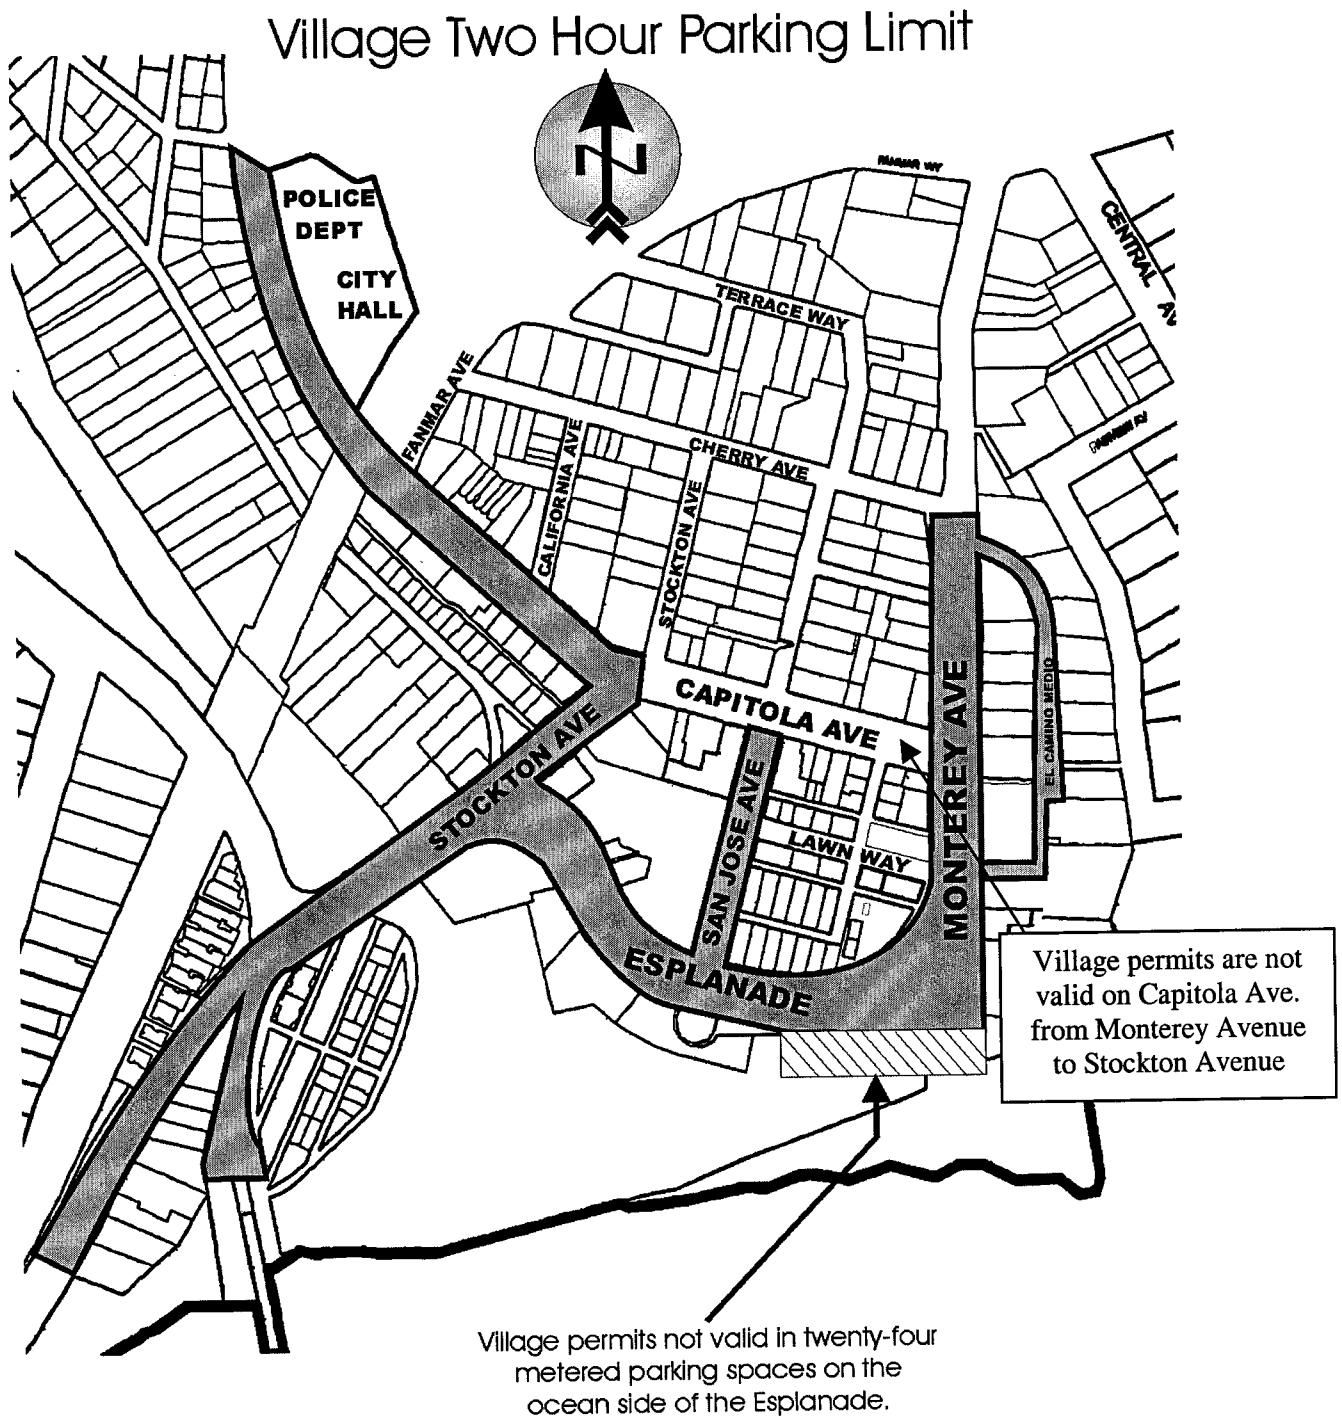 Village Two Hour Parking Limit
N
POLICE
DEPT
CITY
HALL
CENTRAL AV
TERRACE WAY
FANMAR AVE
CHERRY AVE
CALIFORNIA AVE
STOCKTON AVE
CAPITOLA AVE
MONTEREY AVE
EL CAMINO MEDIO
STOCKTON AVE
SAN JOSE AVE
LAWN WAY
ESPLANADE
Village permits are not
valid on Capitola Ave.
from Monterey Avenue
to Stockton Avenue
Village permits not valid in twenty-four
metered parking spaces on the
ocean side of the Esplanade.